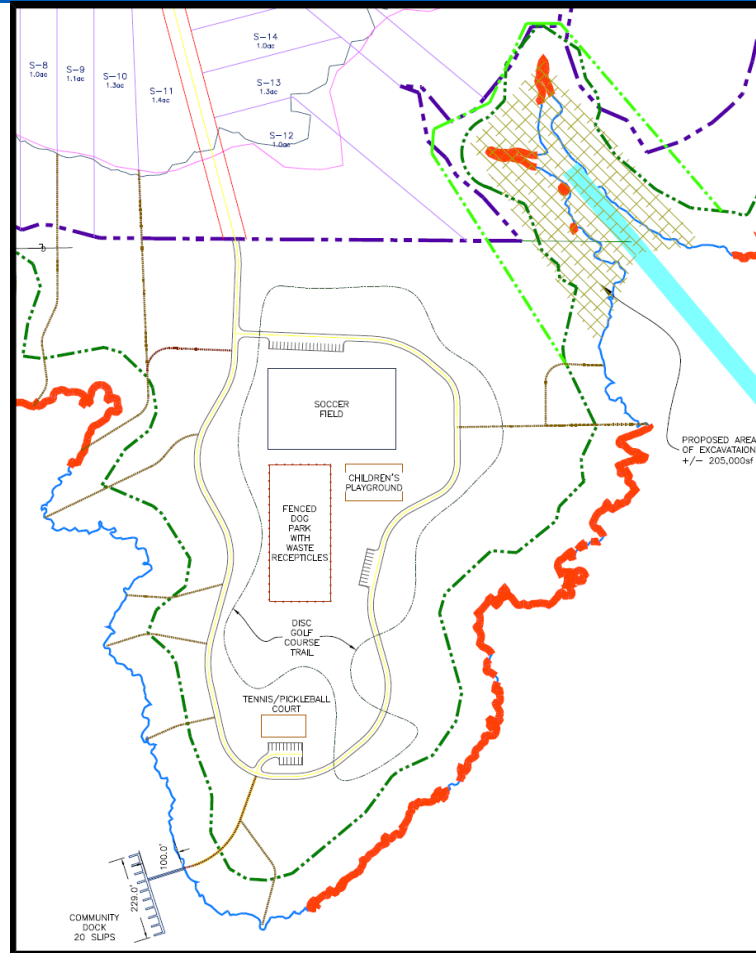 S-14
1.0ac
S-8
1.0ac
S-9
1.1ac
S-10
1.3ac
S-11
1.4ac
S-13
1.3ac
S-12
1.0ac
SOCCER
FIELD
PROPOSED AREA
OF EXCAVATAION
+/- 205,000sf
CHILDREN'S
PLAYGROUND
FENCED
DOG
PARK
WITH
WASTE
RECEPTICLES
DISC
GOLF
COURSE
TRAIL
TENNIS/PICKLEBALL
COURT
100.0'
229.0'
COMMUNITY
DOCK
20 SLIPS